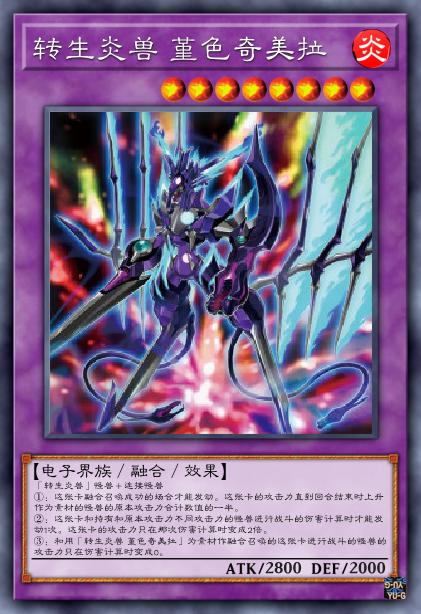 转生炎兽 堇色奇美拉
炎
【电子界族／融合／效果】
「转生炎兽」怪兽＋连接怪兽
①：这张卡融合召唤成功的场合才能发动。这张卡的攻击力直到回合结束时上升
作为素材的怪兽的原本攻击力合计数值的一半。
②：这张卡和持有和原本攻击力不同攻击力的怪兽进行战斗的伤害计算时才能发
动1次。这张卡的攻击力只在那次伤害计算时变成2倍。
③：和用「转生炎兽 堇色奇美拉」为素材作融合召唤的这张卡进行战斗的怪兽的
攻击力只在伤害计算时变成0。
ATK/2800 DEF/2000